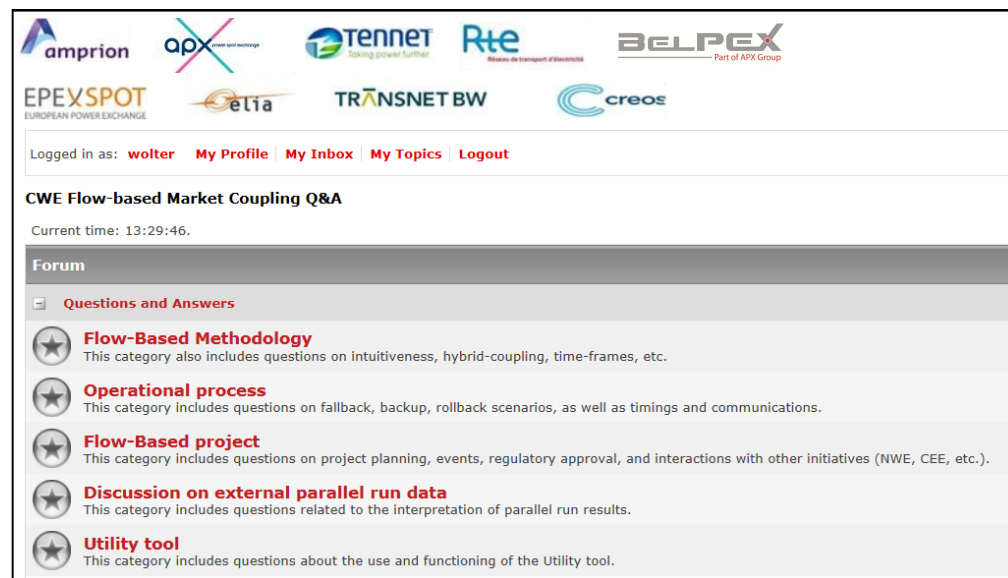 amprion
apx power spot exchange
Tennet
Taking power further
Rte
Réseau de transport d'électricité
BELPEX
Part of APX Group
EPEXSPOT
EUROPEAN POWER EXCHANGE
elia
TRANSNET BW
creos
Logged in as: wolter My Profile My Inbox My Topics Logout
CWE Flow-based Market Coupling Q&A
Current time: 13:29:46.
Forum
Questions and Answers
Flow-Based Methodology
This category also includes questions on intuitiveness, hybrid-coupling, time-frames, etc.
Operational process
This category includes questions on fallback, backup, rollback scenarios, as well as timings and communications.
Flow-Based project
This category includes questions on project planning, events, regulatory approval, and interactions with other initiatives (NWE, CEE, etc.).
Discussion on external parallel run data
This category includes questions related to the interpretation of parallel run results.
Utility tool
This category includes questions about the use and functioning of the Utility tool.